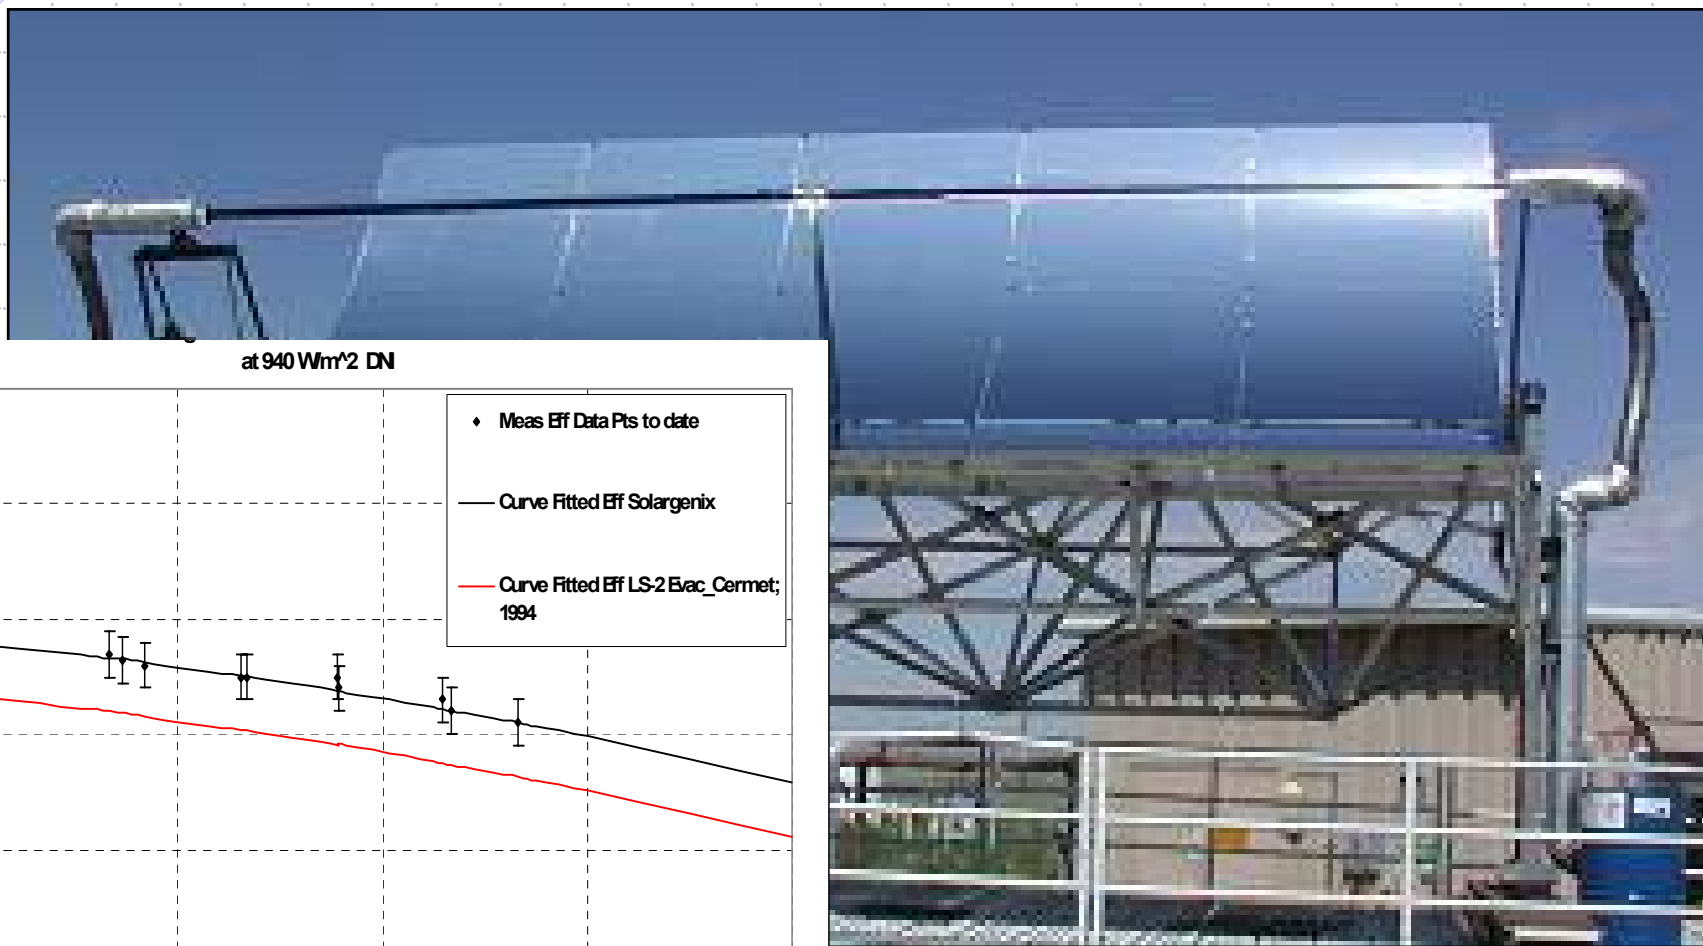 at 940 W/m^2 DNI
Meas Eff Data Pts to date
Curve Fitted Eff Solargenix
Curve Fitted Eff LS-2 Evac_Cermet;
1994